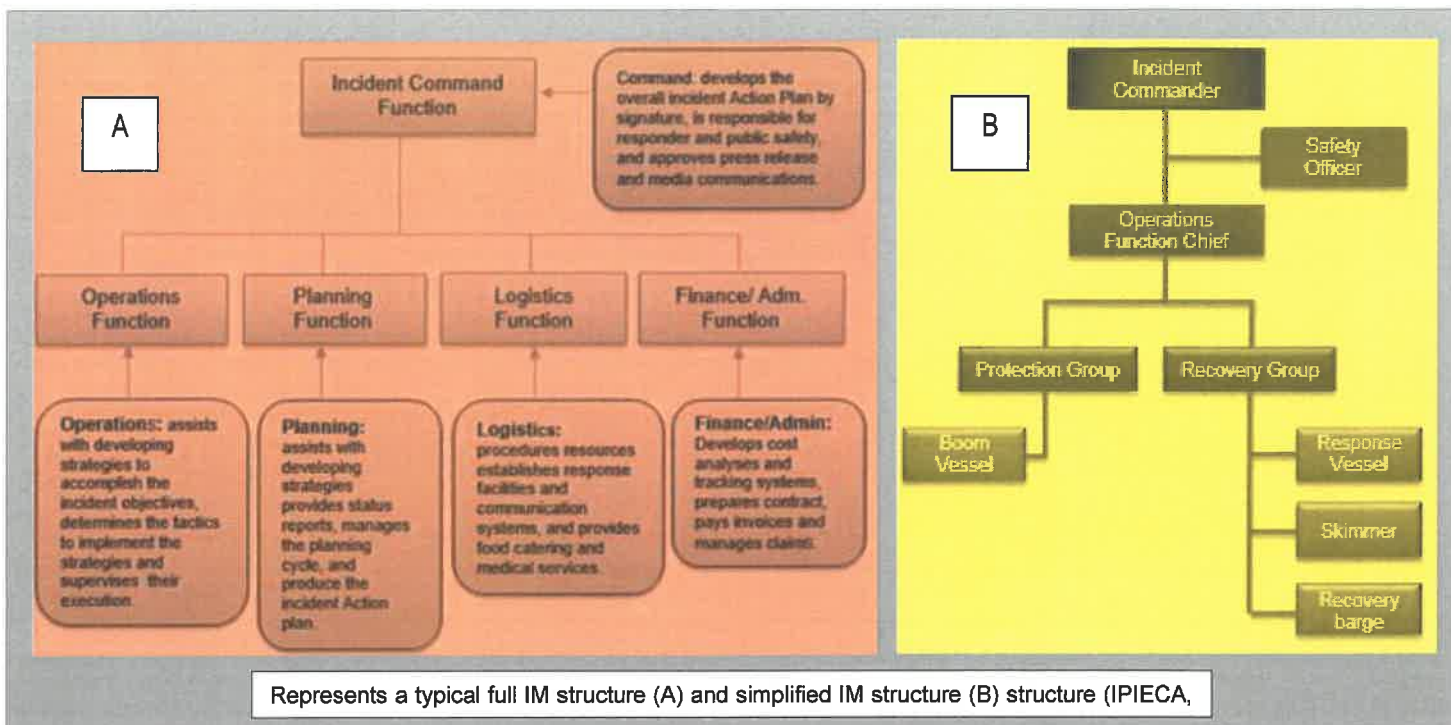 A
Incident Command
Function
Command: develops the
overall incident Action Plan by
signature, is responsible for
responder and public safety,
and approves press release
and media communications.
Operations
Function
Planning
Function
Logistics
Function
Finance/ Adm.
Function
Operations: assists
with developing
strategies to
accomplish the
incident objectives,
determines the tactics
to implement the
strategies and
supervises their
execution.
Planning:
assists with
developing
strategies
provides status
reports, manages
the planning
cycle, and
produce the
incident Action
plan.
Logistics:
procedures resources
establishes response
facilities and
communication
systems, and provides
food catering and
medical services.
Finance/Admin:
Develops cost
analyses and
tracking systems,
prepares contract,
pays invoices and
manages claims.
B
Incident
Commander
Safety
Officer
Operations
Function Chief
Protection Group
Recovery Group
Boom
Vessel
Response
Vessel
Skimmer
Recovery
barge
Represents a typical full IM structure (A) and simplified IM structure (B) structure (IPIECA,